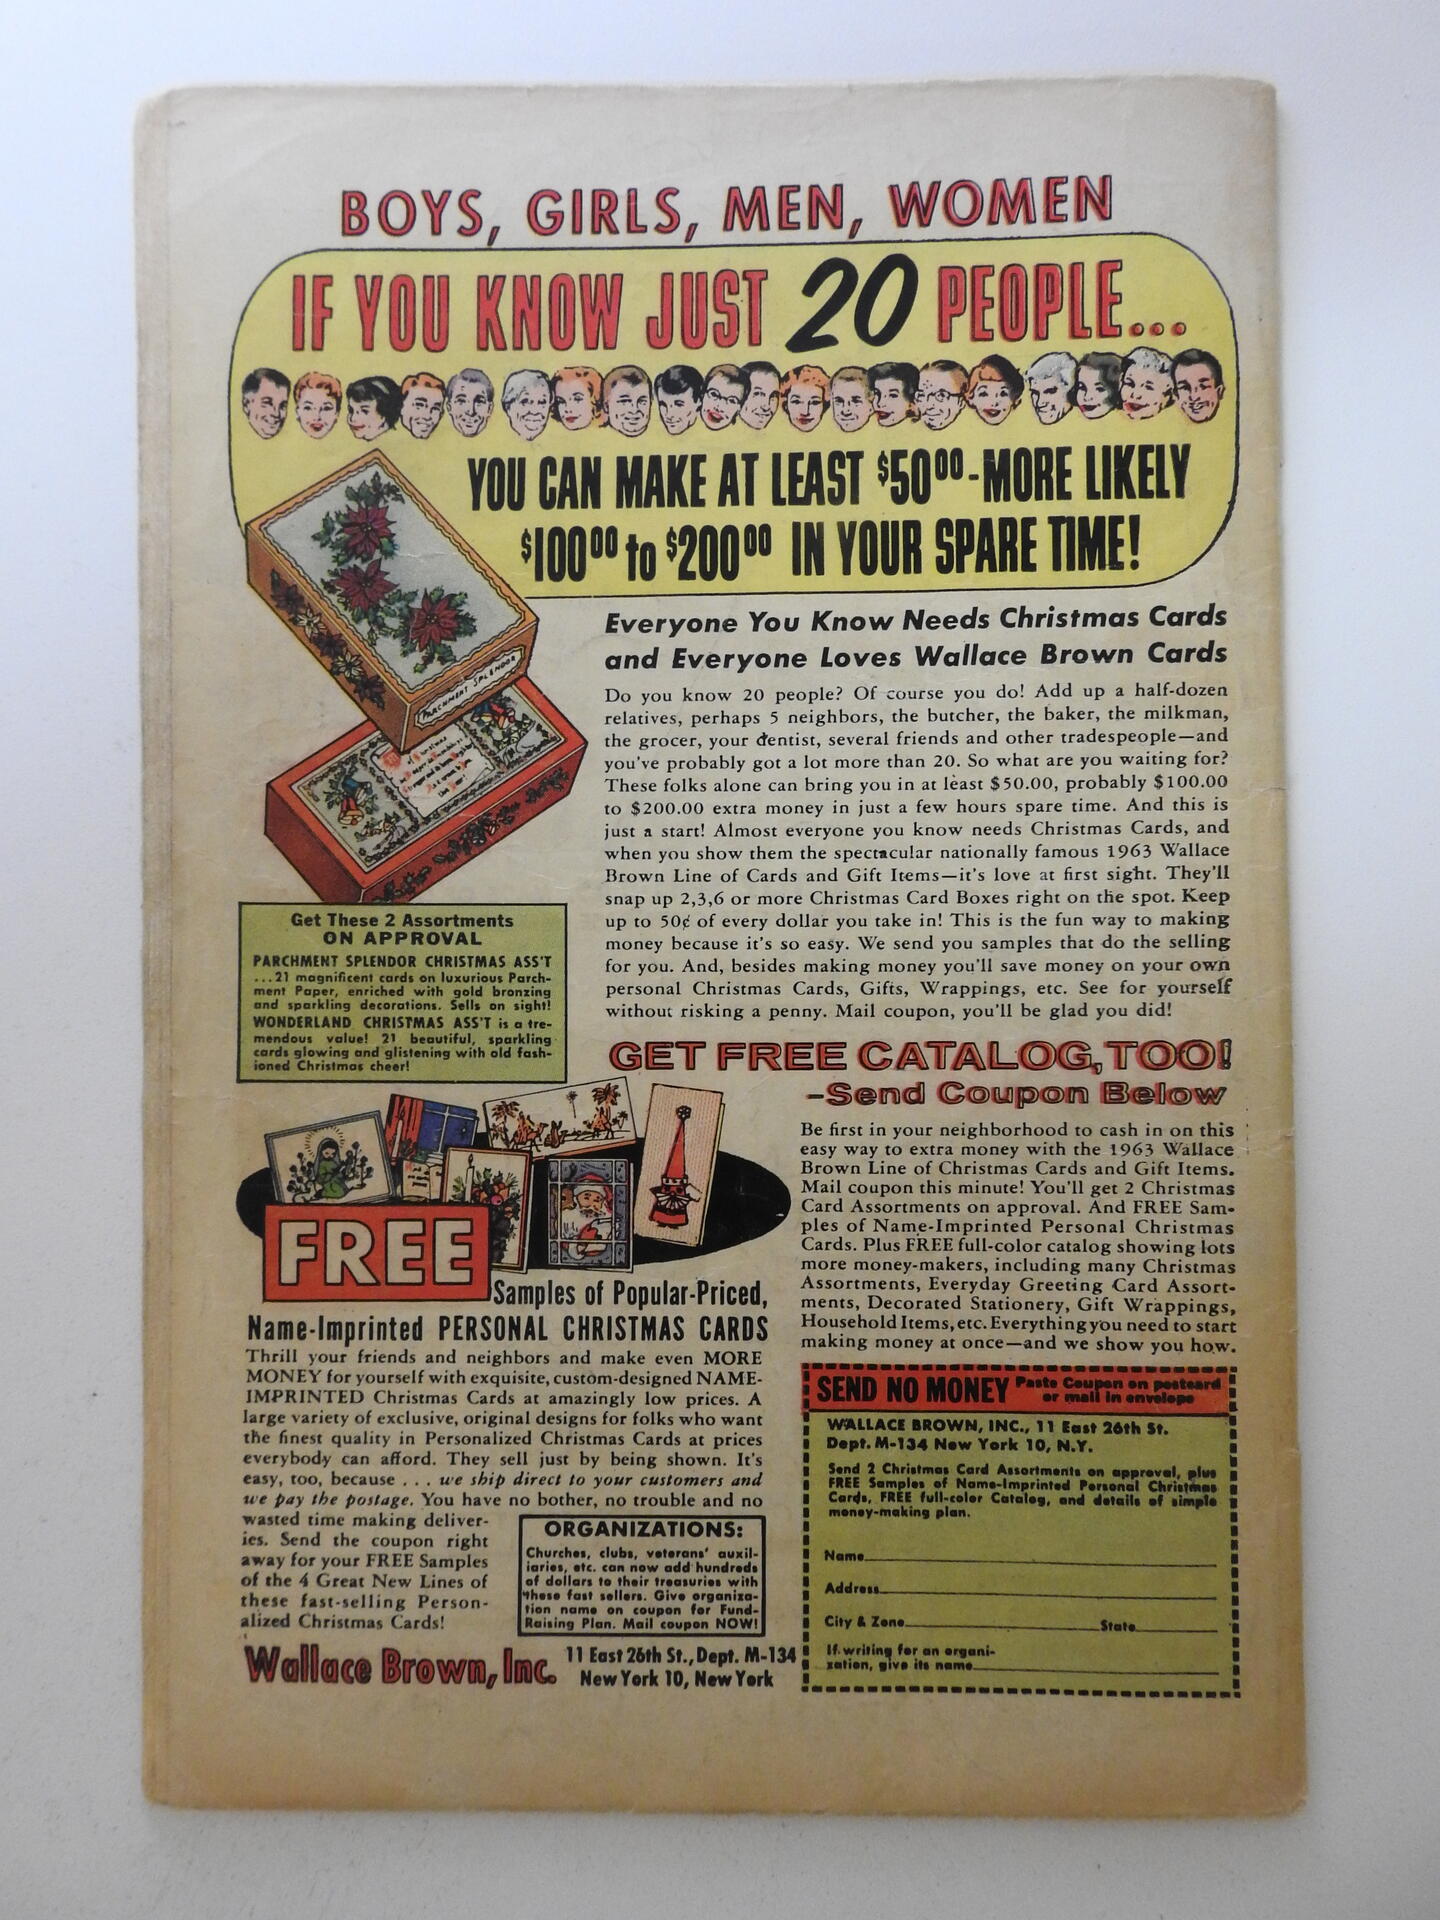 BOYS, GIRLS, MEN, WOMEN
IF YOU KNOW JUST 20 PEOPLE...
YOU CAN MAKE AT LEAST $50⁰⁰-MORE LIKELY
$100⁰⁰ to $200⁰⁰ IN YOUR SPARE TIME!
PARCHMENT SPLENDOR
Everyone You Know Needs Christmas Cards
and Everyone Loves Wallace Brown Cards
Do you know 20 people? Of course you do! Add up a half-dozen
relatives, perhaps 5 neighbors, the butcher, the baker, the milkman,
the grocer, your dentist, several friends and other tradespeople—and
you've probably got a lot more than 20. So what are you waiting for?
These folks alone can bring you in at least $50.00, probably $100.00
to $200.00 extra money in just a few hours spare time. And this is
just a start! Almost everyone you know needs Christmas Cards, and
when you show them the spectacular nationally famous 1963 Wallace
Brown Line of Cards and Gift Items—it's love at first sight. They'll
snap up 2,3,6 or more Christmas Card Boxes right on the spot. Keep
up to 50¢ of every dollar you take in! This is the fun way to making
money because it's so easy. We send you samples that do the selling
for you. And, besides making money you'll save money on your own
personal Christmas Cards, Gifts, Wrappings, etc. See for yourself
without risking a penny. Mail coupon, you'll be glad you did!
Get These 2 Assortments
ON APPROVAL
PARCHMENT SPLENDOR CHRISTMAS ASS'T
...21 magnificent cards on luxurious Parch-
ment Paper, enriched with gold bronzing
and sparkling decorations. Sells on sight!
WONDERLAND CHRISTMAS ASS'T is a tre-
mendous value! 21 beautiful, sparkling
cards glowing and glistening with old fash-
ioned Christmas cheer!
GET FREE CATALOG, TOO!
-Send Coupon Below
Be first in your neighborhood to cash in on this
easy way to extra money with the 1963 Wallace
Brown Line of Christmas Cards and Gift Items.
Mail coupon this minute! You'll get 2 Christmas
Card Assortments on approval. And FREE Sam-
ples of Name-Imprinted Personal Christmas
Cards. Plus FREE full-color catalog showing lots
more money-makers, including many Christmas
Assortments, Everyday Greeting Card Assort-
ments, Decorated Stationery, Gift Wrappings,
Household Items, etc. Everything you need to start
making money at once—and we show you how.
FREE
Samples of Popular-Priced,
Name-Imprinted PERSONAL CHRISTMAS CARDS
Thrill your friends and neighbors and make even MORE
MONEY for yourself with exquisite, custom-designed NAME-
IMPRINTED Christmas Cards at amazingly low prices. A
large variety of exclusive, original designs for folks who want
the finest quality in Personalized Christmas Cards at prices
everybody can afford. They sell just by being shown. It's
easy, too, because . . . we ship direct to your customers and
we pay the postage. You have no bother, no trouble and no
wasted time making deliver-
ies. Send the coupon right
away for your FREE Samples
of the 4 Great New Lines of
these fast-selling Person-
alized Christmas Cards!
ORGANIZATIONS:
Churches, clubs, veterans' auxil-
iaries, etc. can now add hundreds
of dollars to their treasuries with
these fast sellers. Give organiza-
tion name on coupon for Fund-
Raising Plan. Mail coupon NOW!
Wallace Brown, Inc.
11 East 26th St., Dept. M-134
New York 10, New York
SEND NO MONEY Paste Coupon on postcard
or mail in envelope
WALLACE BROWN, INC., 11 East 26th St.
Dept. M-134 New York 10, N.Y.
Send 2 Christmas Card Assortments on approval, plus
FREE Samples of Name-Imprinted Personal Christmas
Cards, FREE full-color Catalog, and details of simple
money-making plan.
Name
Address
City & Zone State
If writing for an organi-
zation, give its name